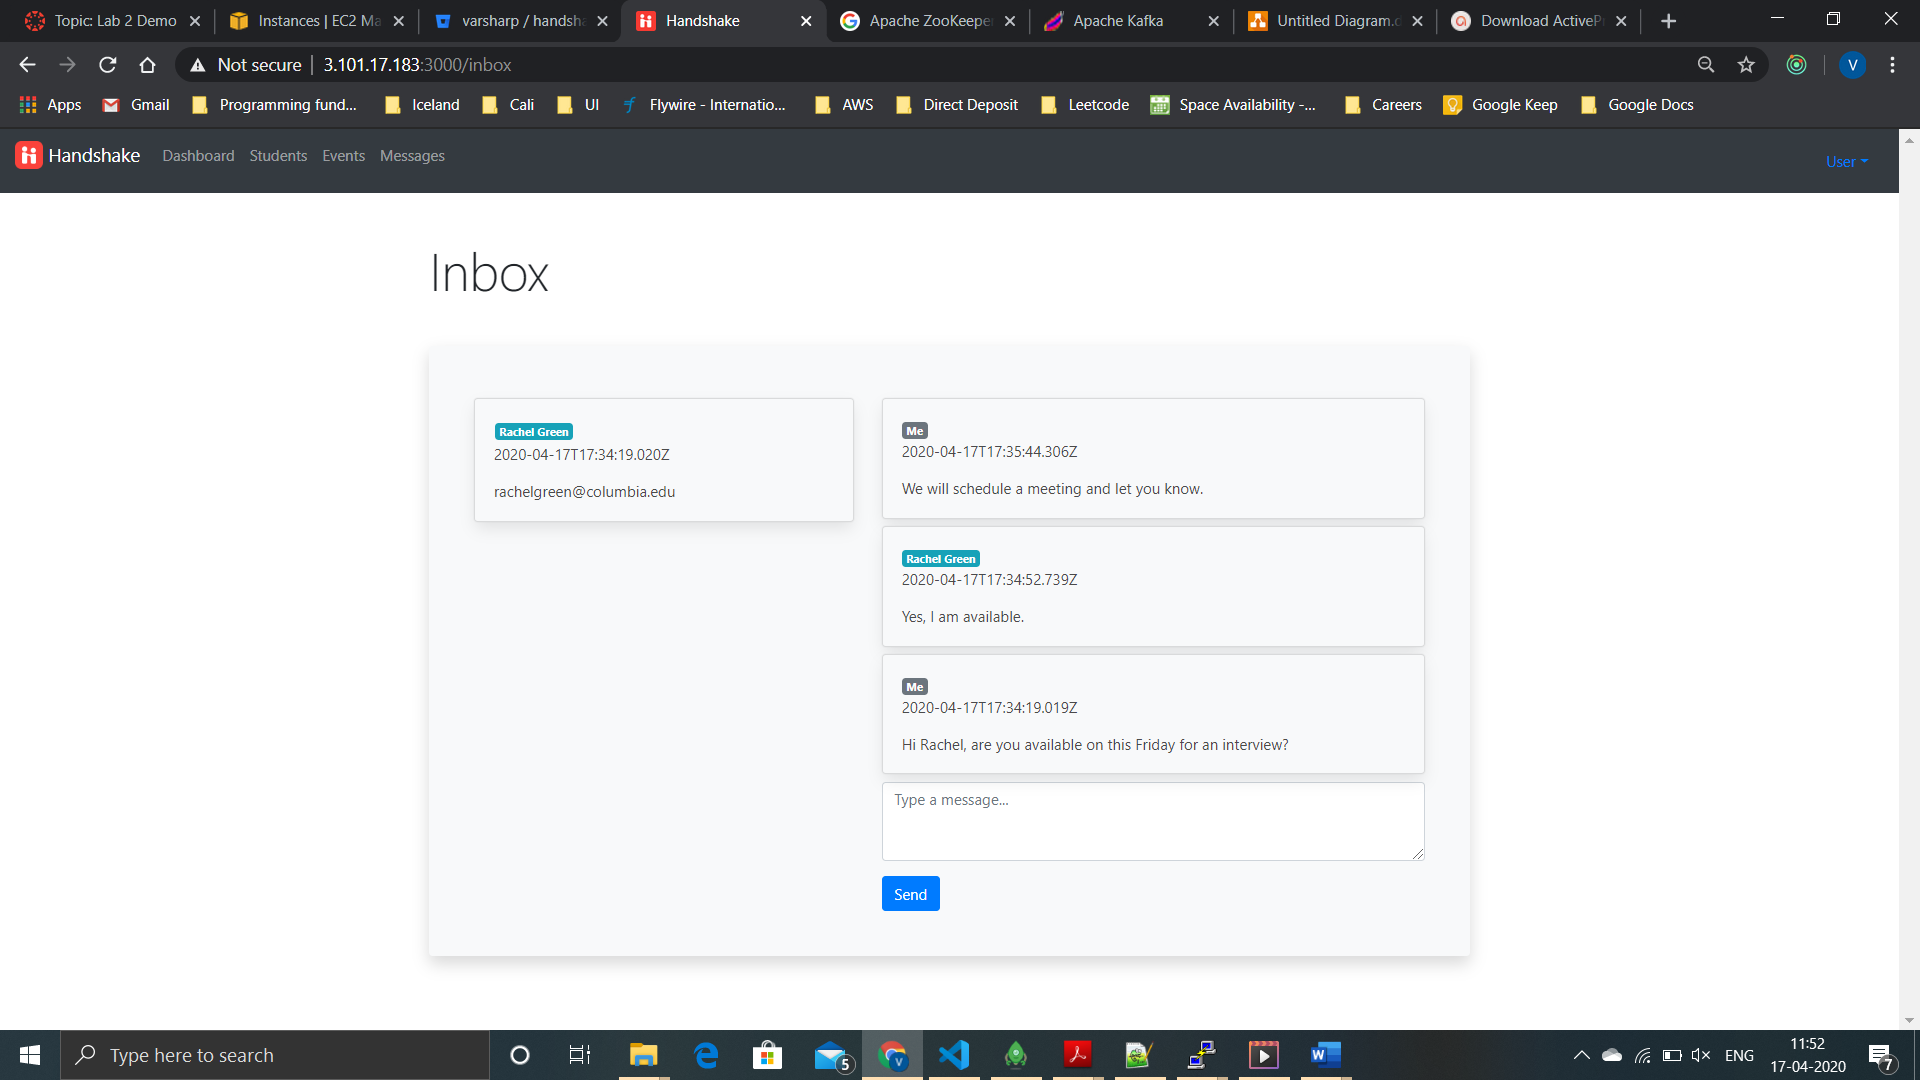 Topic: Lab 2 Demo
Instances | EC2 Ma
varsharp / handsha
Handshake
Apache ZooKeeper
Apache Kafka
Untitled Diagram.d
Download ActiveP
Not secure
3.101.17.183:3000/inbox
V
Apps
Gmail
Programming fund...
Iceland
Cali
UI
Flywire - Internatio...
AWS
Direct Deposit
Leetcode
Space Availability -...
Careers
Google Keep
Google Docs
Handshake
Dashboard
Students
Events
Messages
User
Inbox
Rachel Green
2020-04-17T17:34:19.020Z
rachelgreen@columbia.edu
Me
2020-04-17T17:35:44.306Z
We will schedule a meeting and let you know.
Rachel Green
2020-04-17T17:34:52.739Z
Yes, I am available.
Me
2020-04-17T17:34:19.019Z
Hi Rachel, are you available on this Friday for an interview?
Type a message...
Send
Type here to search
5
V
ENG
11:52
17-04-2020
7